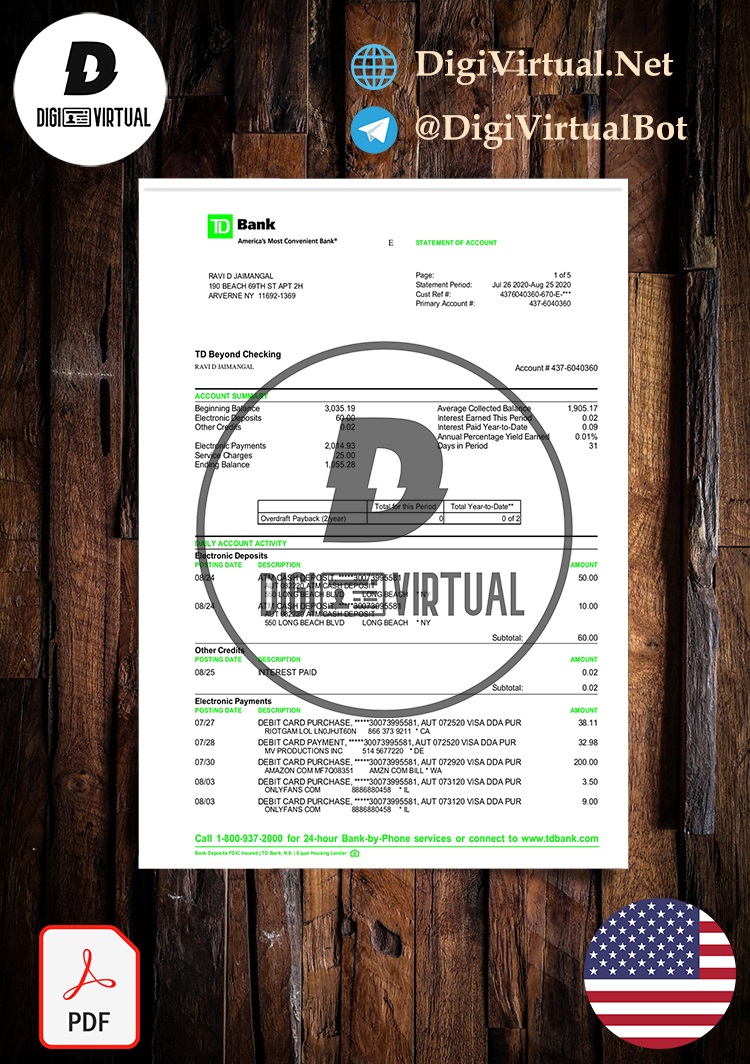 D
DIGI VIRTUAL
DigiVirtual.Net
@DigiVirtualBot
TD Bank
America's Most Convenient Bank®
E STATEMENT OF ACCOUNT
RAVI D JAIMANGAL
190 BEACH 69TH ST APT 2H
ARVERNE NY 11692-1369
Page: 1 of 5
Statement Period: Jul 26 2020-Aug 25 2020
Cust Ref #: 4376040360-670-E-***
Primary Account #: 437-6040360
TD Beyond Checking
RAVI D JAIMANGAL Account # 437-6040360
ACCOUNT SUMMARY
Beginning Balance 3,035.19 Average Collected Balance 1,905.17
Electronic Deposits 60.00 Interest Earned This Period 0.02
Other Credits 0.02 Interest Paid Year-to-Date 0.09
Annual Percentage Yield Earned 0.01%
Electronic Payments 2,014.93 Days in Period 31
Service Charges 25.00
Ending Balance 1,055.28
Total for this Period Total Year-to-Date**
Overdraft Payback (2/year) 0 0 of 2
DAILY ACCOUNT ACTIVITY
Electronic Deposits
POSTING DATE DESCRIPTION AMOUNT
08/24 ATM CASH DEPOSIT, *****30073995581 50.00
AUT 082220 ATM CASH DEPOSIT
550 LONG BEACH BLVD LONG BEACH * NY
08/24 ATM CASH DEPOSIT, *****30073995581 10.00
AUT 082220 ATM CASH DEPOSIT
550 LONG BEACH BLVD LONG BEACH * NY
Subtotal: 60.00
Other Credits
POSTING DATE DESCRIPTION AMOUNT
08/25 INTEREST PAID 0.02
Subtotal: 0.02
Electronic Payments
POSTING DATE DESCRIPTION AMOUNT
07/27 DEBIT CARD PURCHASE, *****30073995581, AUT 072520 VISA DDA PUR 38.11
RIOTGAM LOL LN0JHJT60N 866 373 9211 * CA
07/28 DEBIT CARD PAYMENT, *****30073995581, AUT 072520 VISA DDA PUR 32.98
MV PRODUCTIONS INC 514 5677220 * DE
07/30 DEBIT CARD PURCHASE, *****30073995581, AUT 072920 VISA DDA PUR 200.00
AMAZON COM MF7Q08351 AMZN COM BILL * WA
08/03 DEBIT CARD PURCHASE, *****30073995581, AUT 073120 VISA DDA PUR 3.50
ONLYFANS COM 8886880458 * IL
08/03 DEBIT CARD PURCHASE, *****30073995581, AUT 073120 VISA DDA PUR 9.00
ONLYFANS COM 8886880458 * IL
Call 1-800-937-2000 for 24-hour Bank-by-Phone services or connect to www.tdbank.com
Bank Deposits FDIC Insured | TD Bank, N.A. | Equal Housing Lender
D
DIGI VIRTUAL
PDF